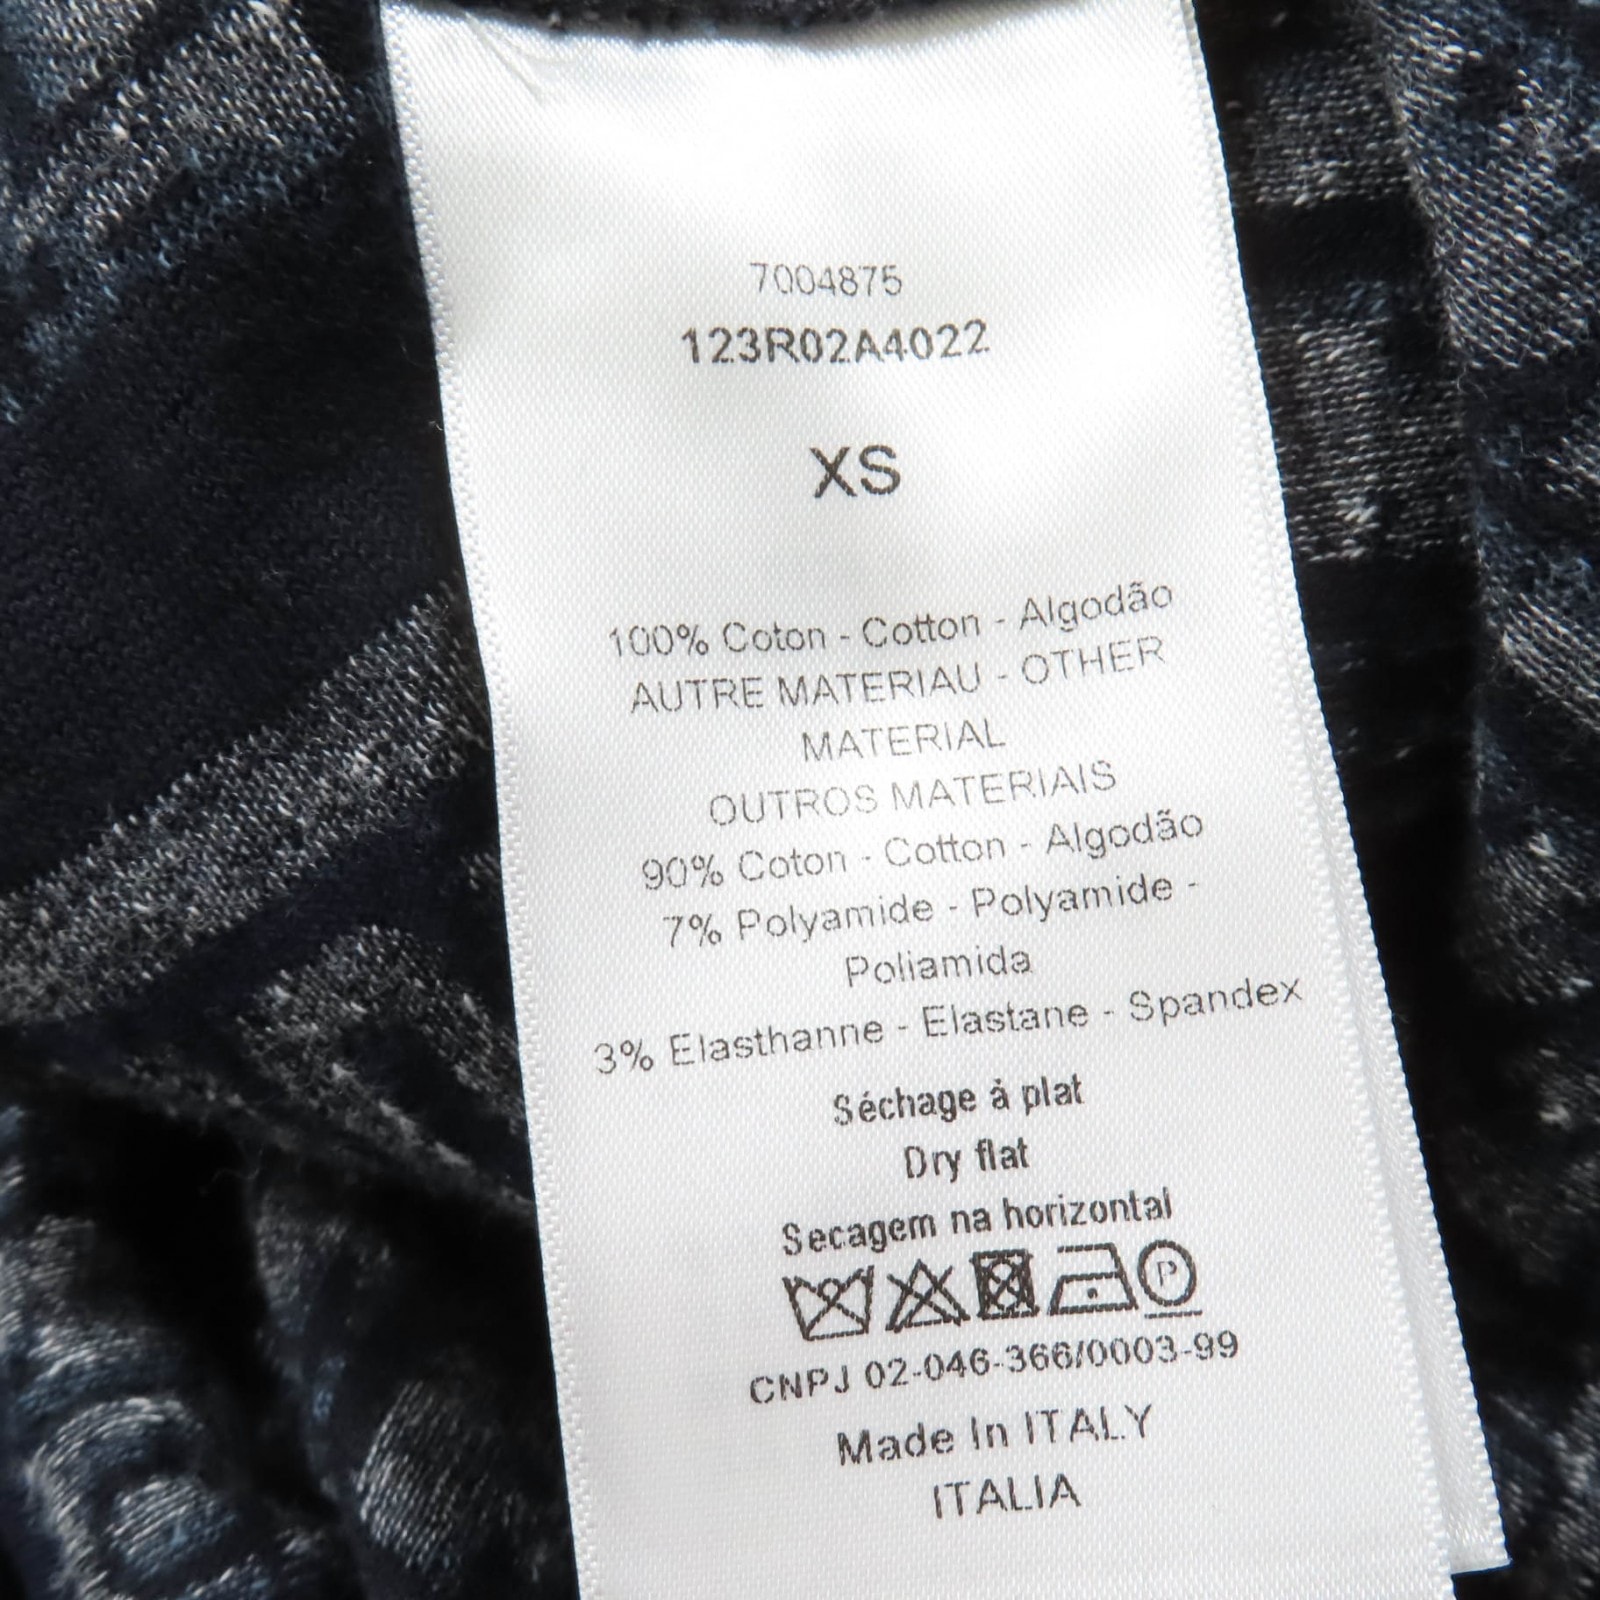 7004875
123R02A4022
XS
100% Coton - Cotton - Algodão
AUTRE MATERIAU - OTHER
MATERIAL
OUTROS MATERIAIS
90% Coton - Cotton - Algodão
7% Polyamide - Polyamide -
Poliamida
3% Elasthanne - Elastane - Spandex
Séchage à plat
Dry flat
Secagem na horizontal
P
CNPJ 02-046-366/0003-99
Made In ITALY
ITALIA